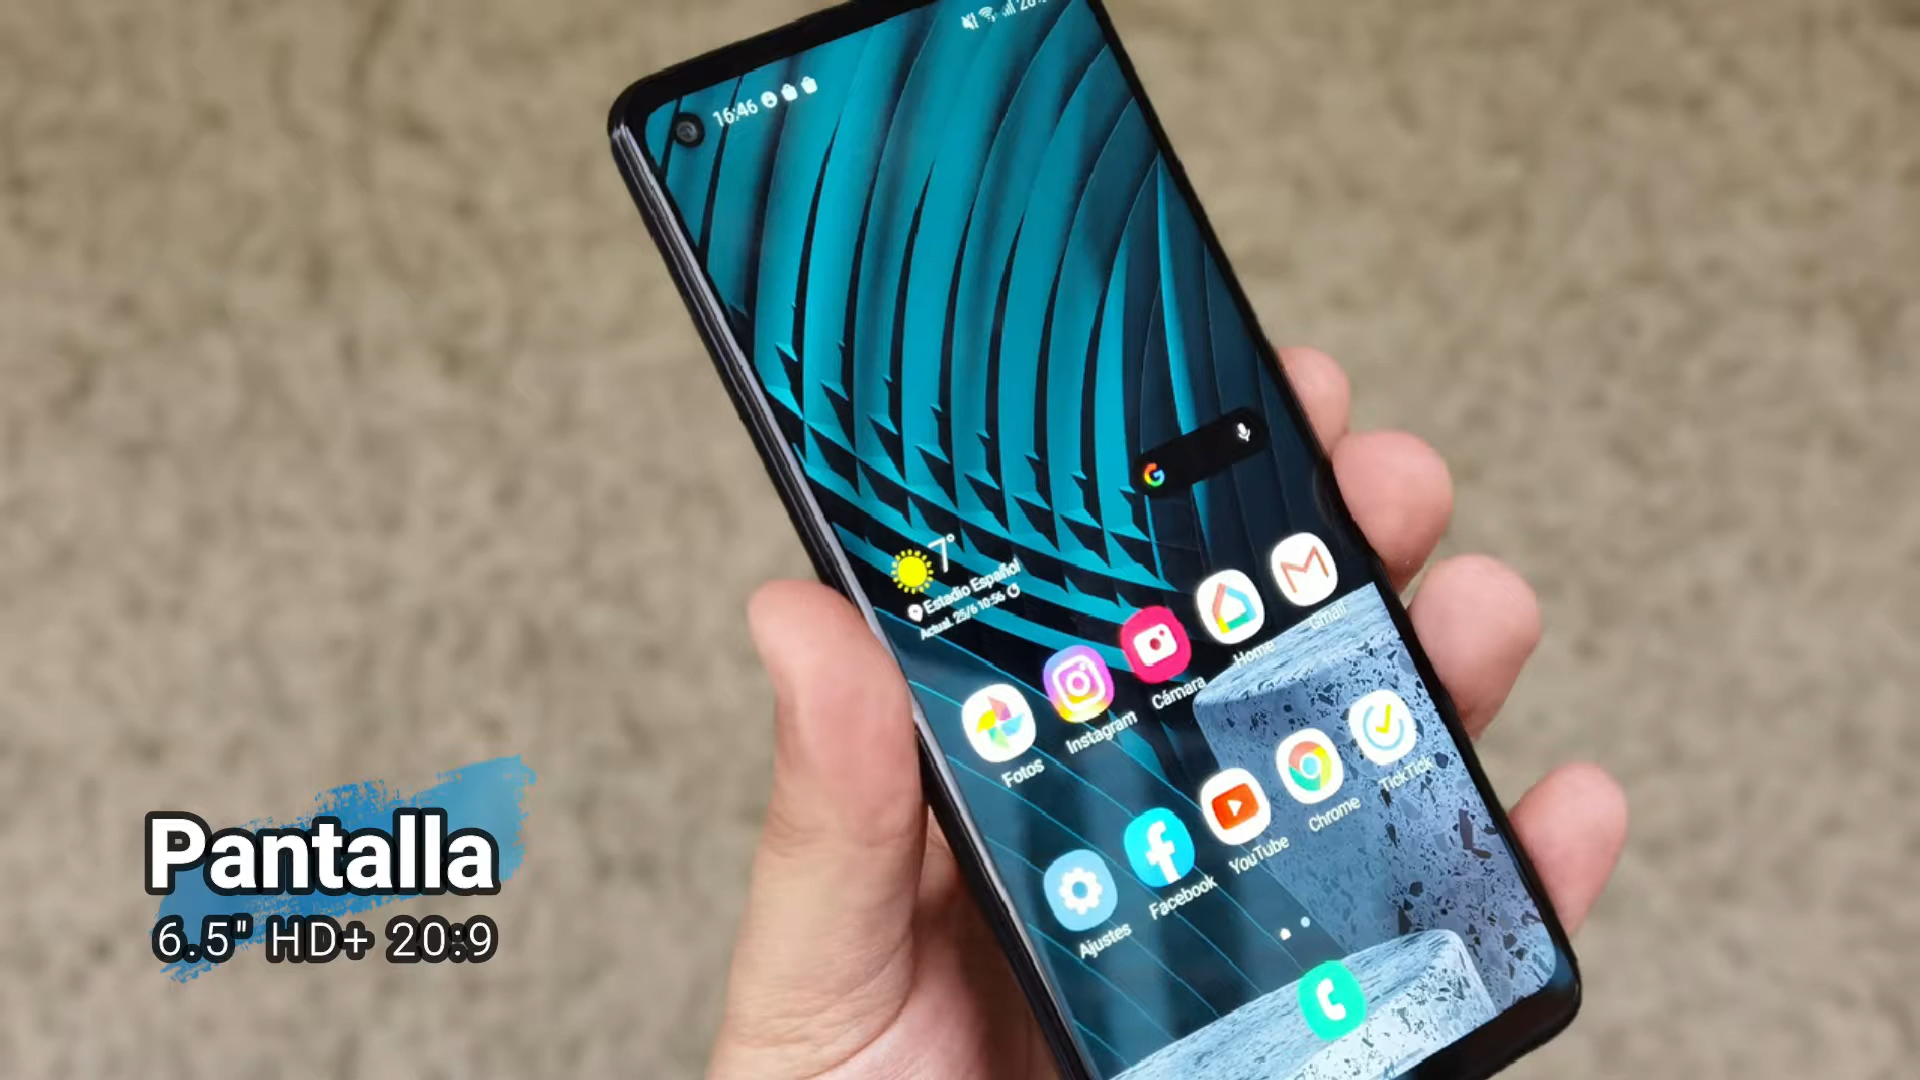 16:46
7°
Estadio Español
Actual. 25/6 10:56
Gmail
Home
Cámara
Instagram
Fotos
TickTick
Chrome
YouTube
Facebook
Ajustes
Pantalla
6.5" HD+ 20:9